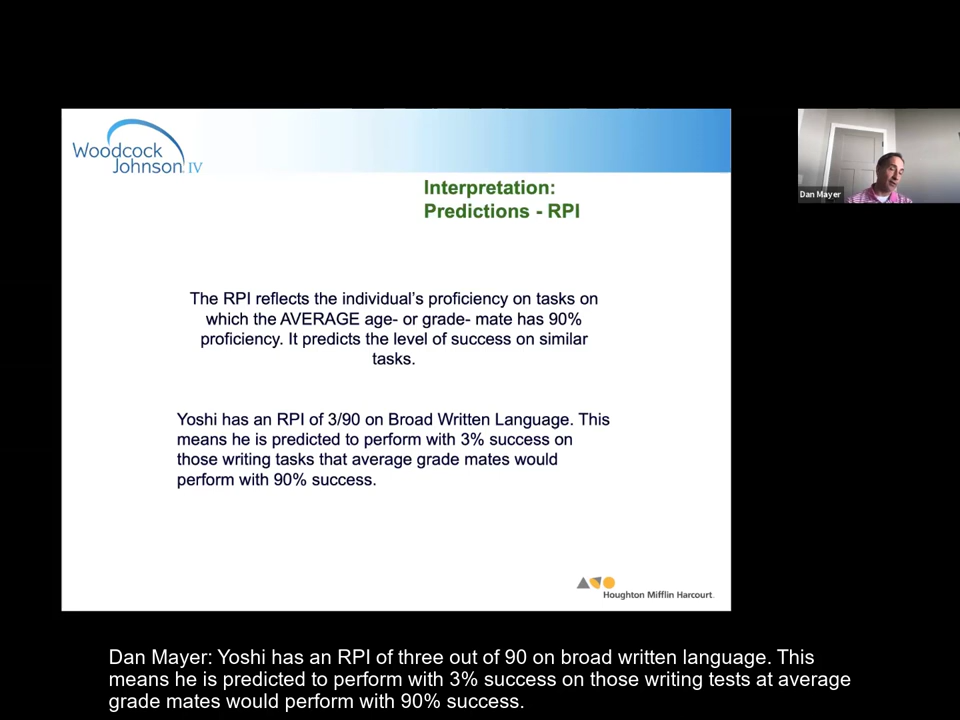 Woodcock
Johnson IV
Interpretation:
Predictions - RPI
Dan Mayer
The RPI reflects the individual's proficiency on tasks on
which the AVERAGE age- or grade- mate has 90%
proficiency. It predicts the level of success on similar
tasks.
Yoshi has an RPI of 3/90 on Broad Written Language. This
means he is predicted to perform with 3% success on
those writing tasks that average grade mates would
perform with 90% success.
Houghton Mifflin Harcourt
Dan Mayer: Yoshi has an RPI of three out of 90 on broad written language. This
means he is predicted to perform with 3% success on those writing tests at average
grade mates would perform with 90% success.